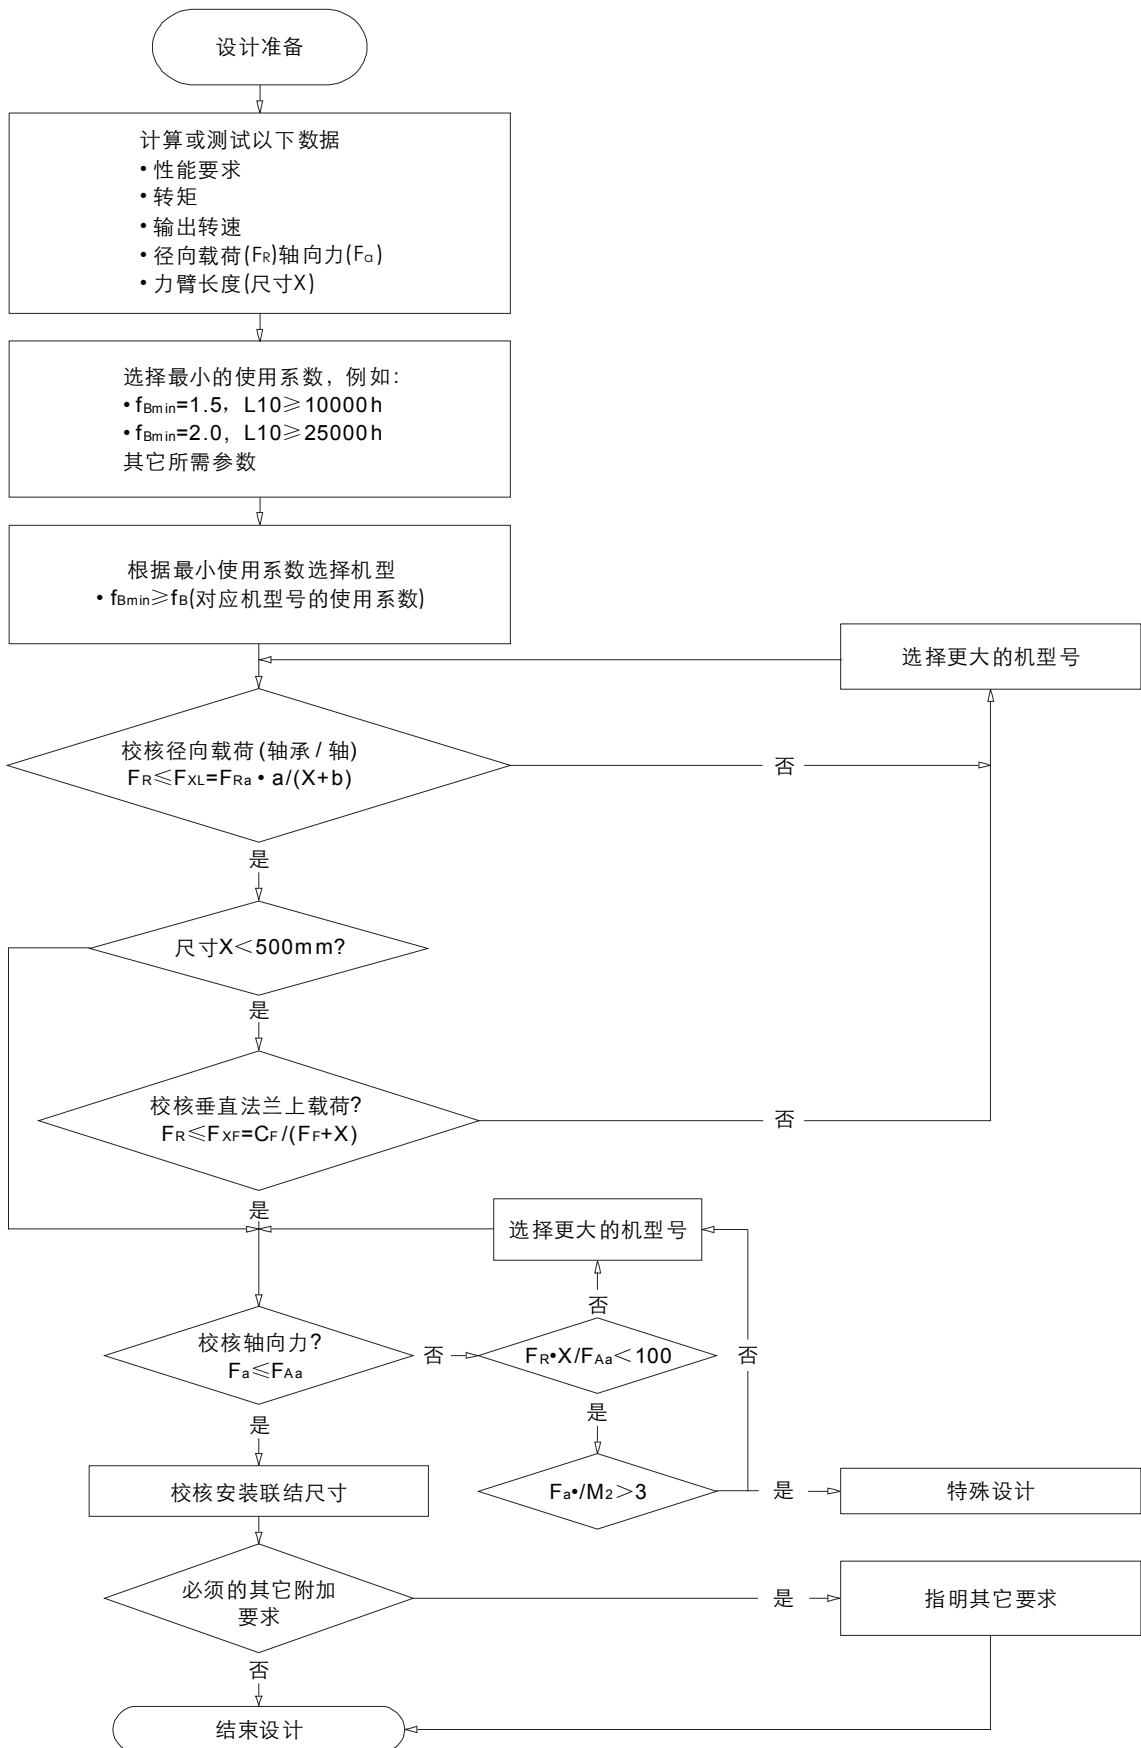 设计准备
计算或测试以下数据
• 性能要求
• 转矩
• 输出转速
• 径向载荷(FR)轴向力(Fa)
• 力臂长度(尺寸X)
选择最小的使用系数，例如：
• fBmin=1.5，L10≥10000h
• fBmin=2.0，L10≥25000h
其它所需参数
根据最小使用系数选择机型
• fBmin≥fB(对应机型号的使用系数)
选择更大的机型号
校核径向载荷(轴承/轴)
FR≤FXL=FRa•a/(X+b)
否
是
尺寸X＜500mm?
是
校核垂直法兰上载荷?
FR≤FXF=CF/(FF+X)
否
是
选择更大的机型号
否
校核轴向力?
Fa≤FAa
否
FR•X/FAa＜100
否
是
是
校核安装联结尺寸
Fa•/M2＞3
是
特殊设计
必须的其它附加
要求
是
指明其它要求
否
结束设计